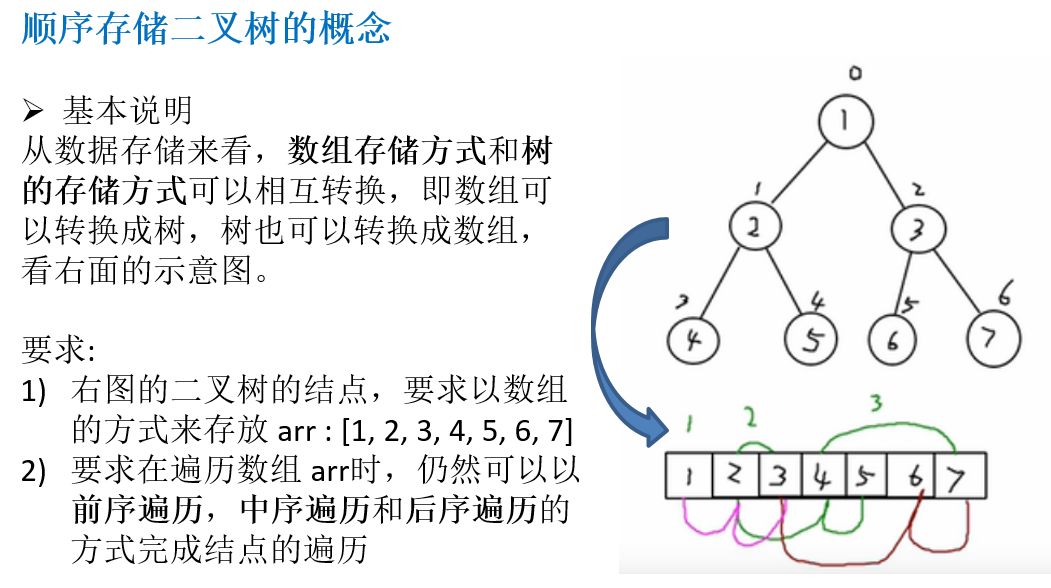 顺序存储二叉树的概念
➢ 基本说明
从数据存储来看，数组存储方式和树
的存储方式可以相互转换，即数组可
以转换成树，树也可以转换成数组，
看右面的示意图。
要求:
1) 右图的二叉树的结点，要求以数组
的方式来存放 arr : [1, 2, 3, 4, 5, 6, 7]
2) 要求在遍历数组 arr时，仍然可以以
前序遍历，中序遍历和后序遍历的
方式完成结点的遍历
0
1
1 2
2 3
3 4 5 6
4 5 6 7
1 2 3
1 2 3 4 5 6 7